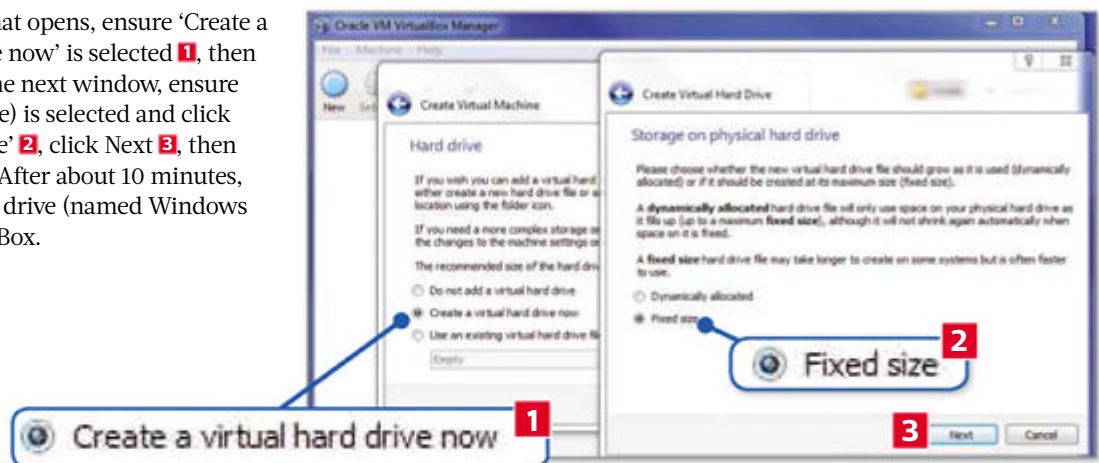 hat opens, ensure ‘Create a
e now’ is selected 1, then
he next window, ensure
e) is selected and click
e’ 2, click Next 3, then
After about 10 minutes,
drive (named Windows
Box.
Oracle VM VirtualBox Manager
File Machine Help
New
Create Virtual Machine
Hard drive
If you wish you can add a virtual hard
either create a new hard drive file or
location using the folder icon.
If you need a more complex storage
the changes to the machine settings
The recommended size of the hard
Do not add a virtual hard drive
Create a virtual hard drive now
Use an existing virtual hard drive
Empty
Create Virtual Hard Drive
Storage on physical hard drive
Please choose whether the new virtual hard drive file should grow as it is used (dynamically
allocated) or if it should be created at its maximum size (fixed size).
A dynamically allocated hard drive file will only use space on your physical hard drive as
it fills up (up to a maximum fixed size), although it will not shrink again automatically when
space on it is freed.
A fixed size hard drive file may take longer to create on some systems but is often faster
to use.
Dynamically allocated
Fixed size
Fixed size 2
Create a virtual hard drive now 1
3 Next Cancel